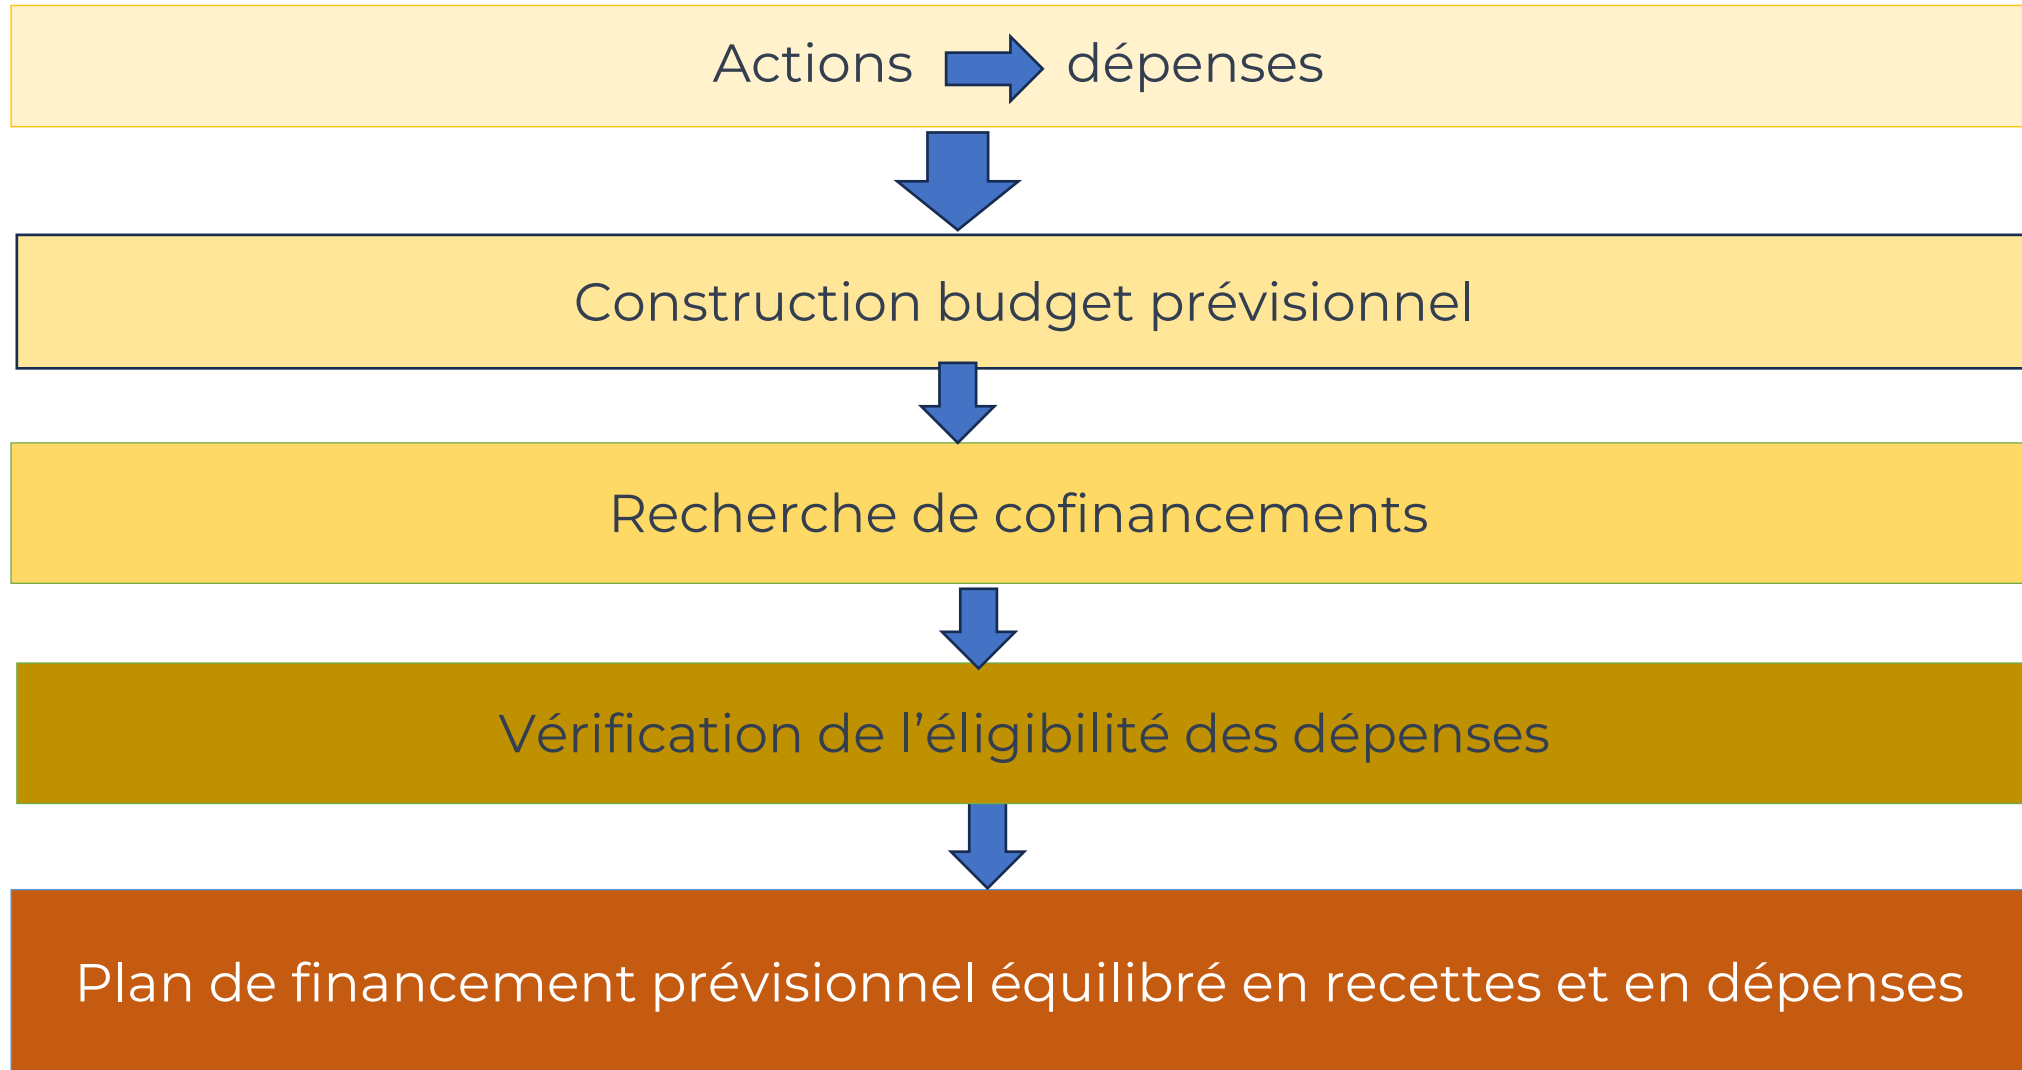 Actions dépenses
Construction budget prévisionnel
Recherche de cofinancements
Vérification de l’éligibilité des dépenses
Plan de financement prévisionnel équilibré en recettes et en dépenses